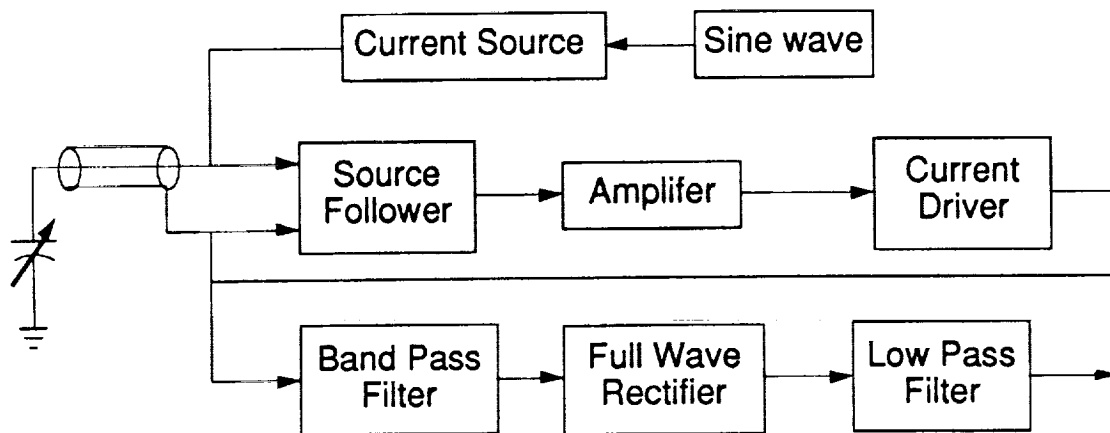 Current Source
Sine wave
Source
Follower
Amplifer
Current
Driver
Band Pass
Filter
Full Wave
Rectifier
Low Pass
Filter